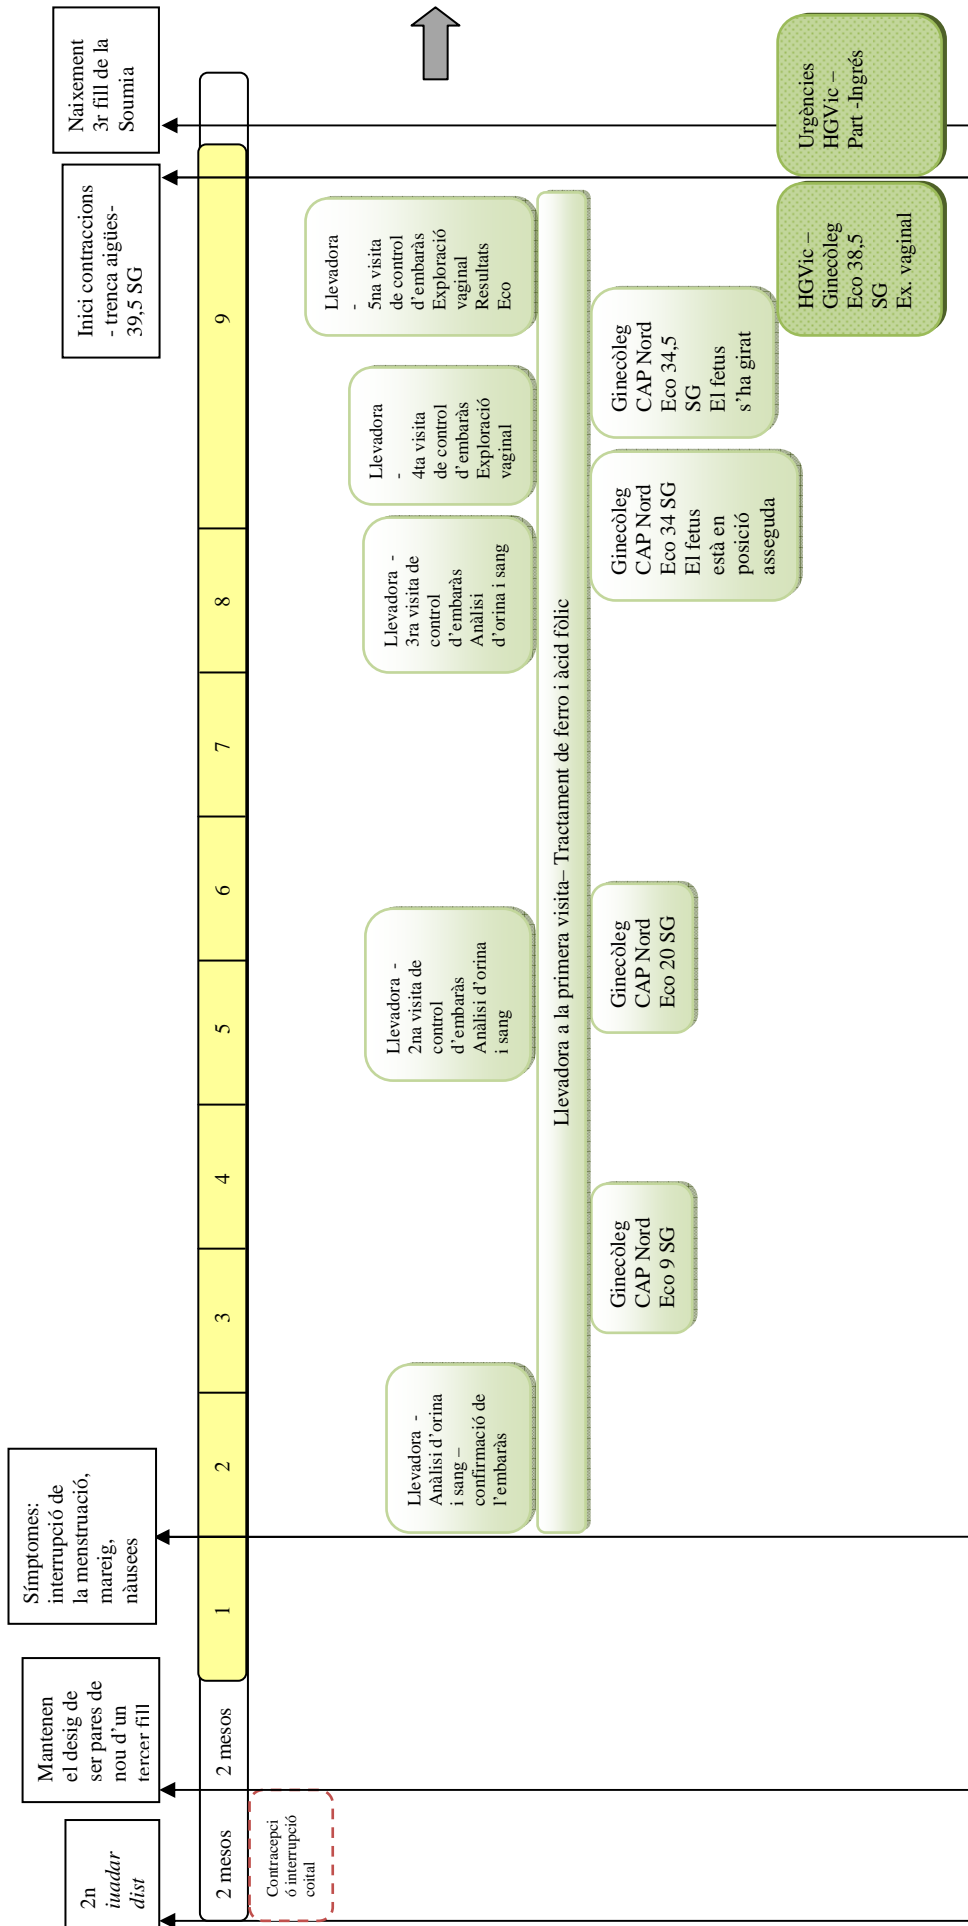 2n
iuadar
dist
Mantenen
el desig de
ser pares de
nou d'un
tercer fill
Símptomes:
interrupció de
la menstruació,
mareig,
nàusees
Inici contraccions
- trenca aigües-
39,5 SG
Naixement
3r fill de la
Soumia
2 mesos
2 mesos
1
2
3
4
5
6
7
8
9
Contracepci
ó interrupció
coital
Llevadora -
Anàlisi d'orina
i sang –
confirmació de
l'embaràs
Llevadora -
2na visita de
control
d'embaràs
Anàlisi d'orina
i sang
Llevadora -
3ra visita de
control
d'embaràs
Anàlisi
d'orina i sang
Llevadora
-
4ta visita
de control
d'embaràs
Exploració
vaginal
Llevadora
-
5na visita
de control
d'embaràs
Exploració
vaginal
Resultats
Eco
Llevadora a la primera visita– Tractament de ferro i àcid fòlic
Ginecòleg
CAP Nord
Eco 9 SG
Ginecòleg
CAP Nord
Eco 20 SG
Ginecòleg
CAP Nord
Eco 34 SG
El fetus
està en
posició
asseguda
Ginecòleg
CAP Nord
Eco 34,5
SG
El fetus
s'ha girat
HGVic –
Ginecòleg
Eco 38,5
SG
Ex. vaginal
Urgències
HGVic –
Part -Ingrés